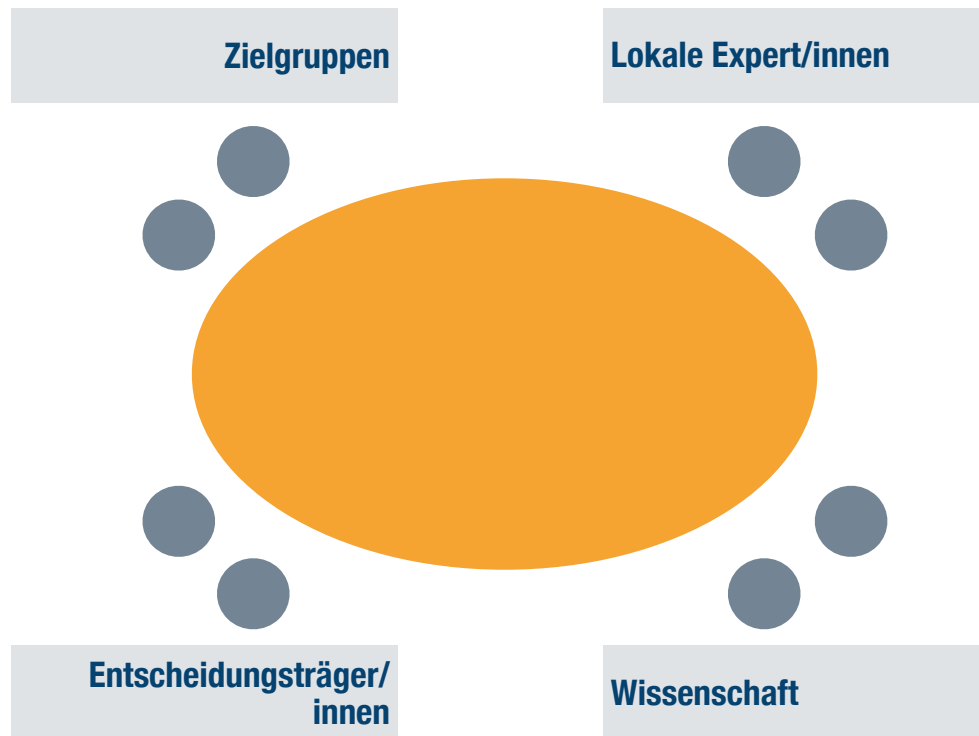 Zielgruppen
Lokale Expert/innen
Entscheidungsträger/
innen
Wissenschaft